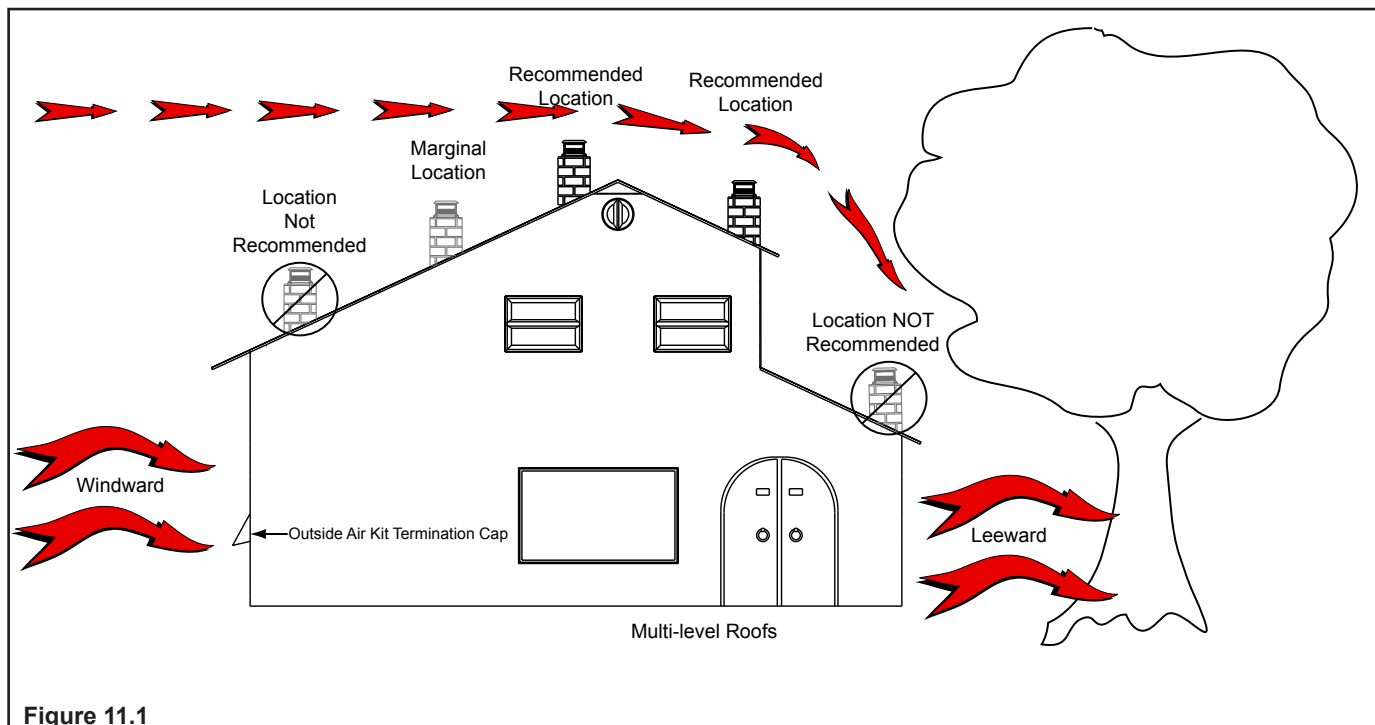 Recommended
Location
Recommended
Location
Marginal
Location
Location
Not
Recommended
Location NOT
Recommended
Windward
Outside Air Kit Termination Cap
Leeward
Multi-level Roofs
Figure 11.1